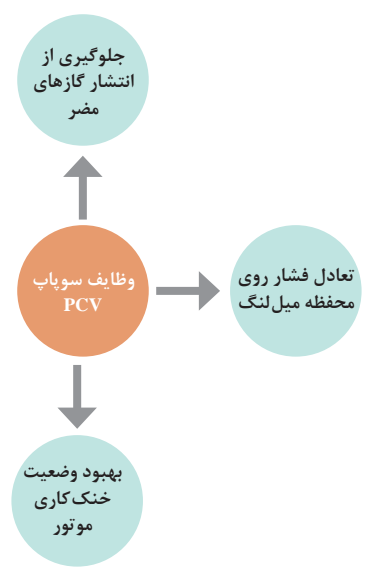 جلوگیری از
انتشار گازهای
مضر
وظایف سوپاپ
PCV
تعادل فشار روی
محفظه میل‌لنگ
بهبود وضعیت
خنک‌کاری
موتور